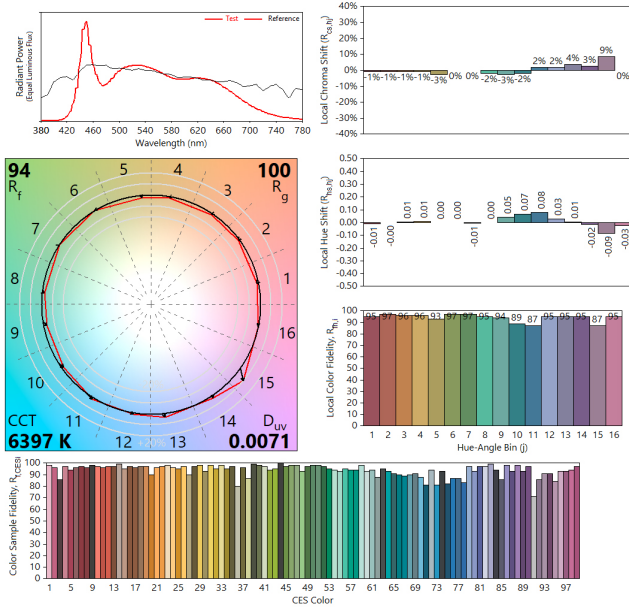 Radiant Power
(Equal Luminous Flux)
Test
Reference
380 420 460 500 540 580 620 660 700 740 780
Wavelength (nm)
Local Chroma Shift (Rcs,hj)
40%
30%
20%
10%
0%
-10%
-20%
-30%
-40%
-1% -1% -1% -1% -3% 0% 0% -2% -3% -2% 2% 2% 4% 3% 9% 0%
94
Rf
100
Rg
CCT
6397 K
Duv
0.0071
+20%
1
2
3
4
5
6
7
8
9
10
11
12
13
14
15
16
Local Hue Shift (Rhs,hj)
0.50
0.40
0.30
0.20
0.10
0.00
-0.10
-0.20
-0.30
-0.40
-0.50
-0.01 -0.00 0.01 0.01 0.00 0.00 -0.01 0.00 0.05 0.07 0.08 0.03 0.01 -0.02 -0.09 -0.03
Local Color Fidelity, Rfh,i
100
90
80
70
60
50
40
30
20
10
0
95 97 96 96 93 97 97 95 94 89 87 95 95 95 87 95
1 2 3 4 5 6 7 8 9 10 11 12 13 14 15 16
Hue-Angle Bin (j)
Color Sample Fidelity, Rf,CESi
100
90
80
70
60
50
40
30
20
10
0
1 5 9 13 17 21 25 29 33 37 41 45 49 53 57 61 65 69 73 77 81 85 89 93 97
CES Color